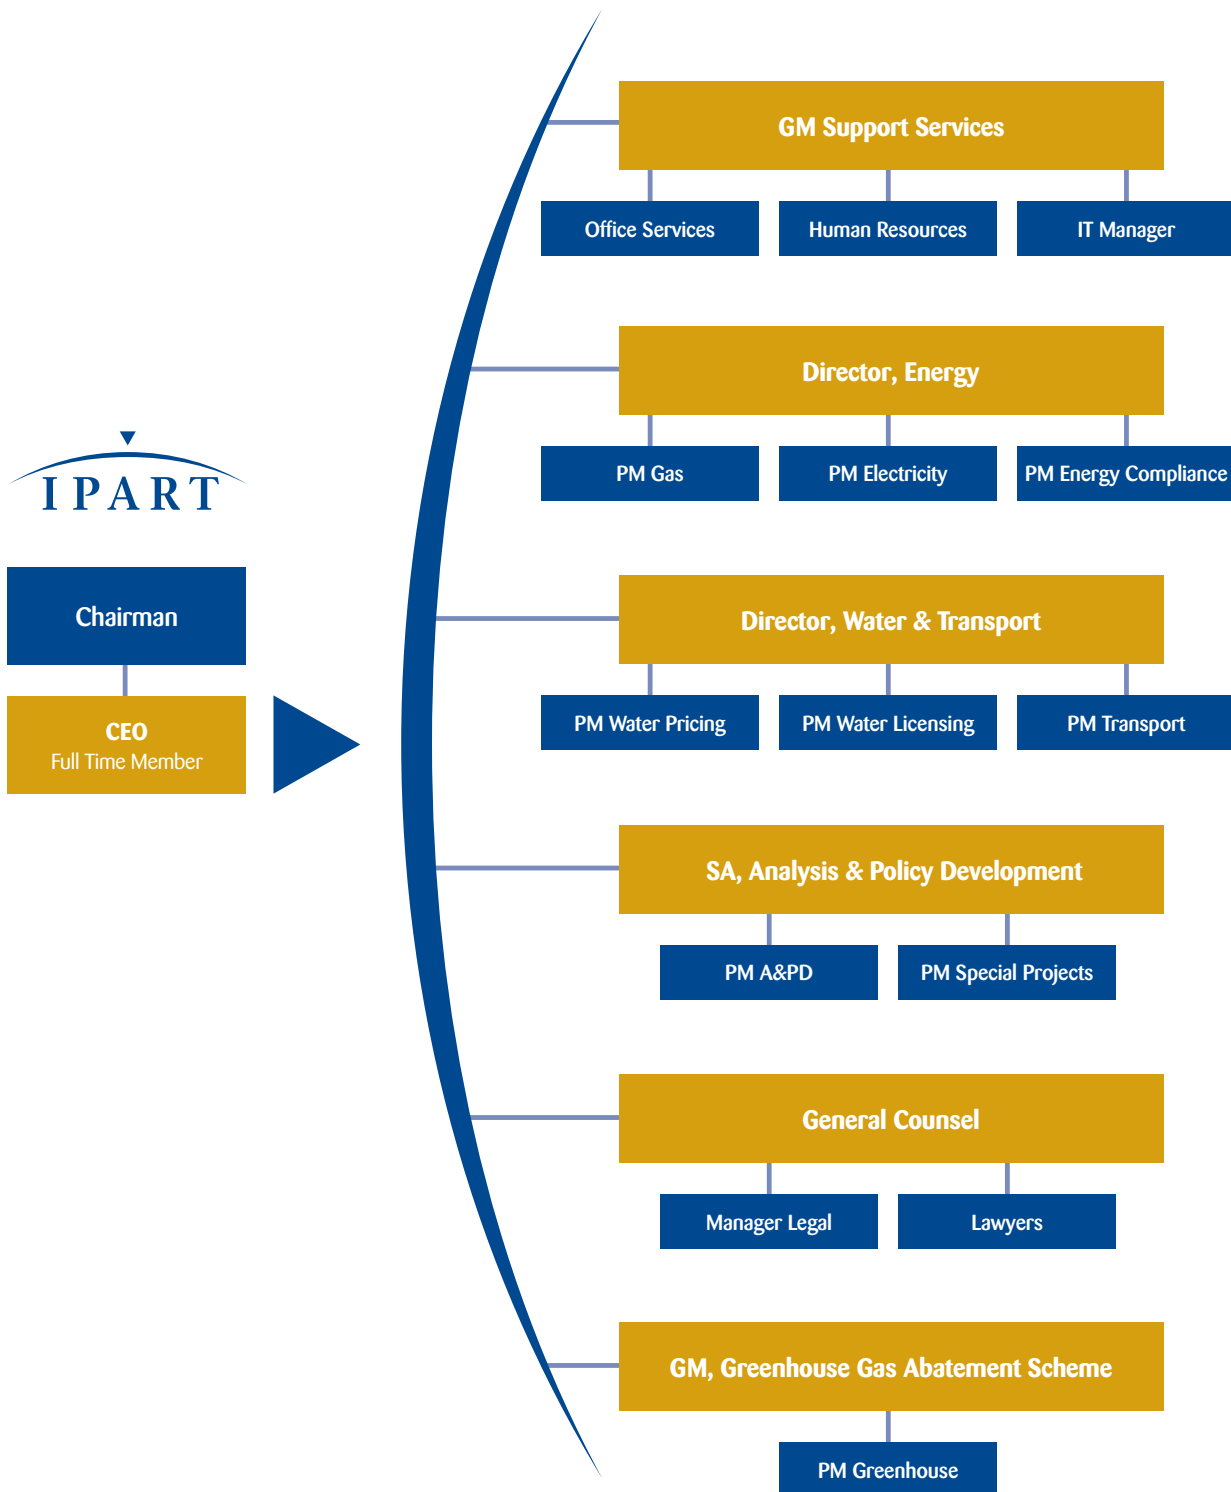 IPART
Chairman
CEO
Full Time Member
GM Support Services
Office Services
Human Resources
IT Manager
Director, Energy
PM Gas
PM Electricity
PM Energy Compliance
Director, Water & Transport
PM Water Pricing
PM Water Licensing
PM Transport
SA, Analysis & Policy Development
PM A&PD
PM Special Projects
General Counsel
Manager Legal
Lawyers
GM, Greenhouse Gas Abatement Scheme
PM Greenhouse